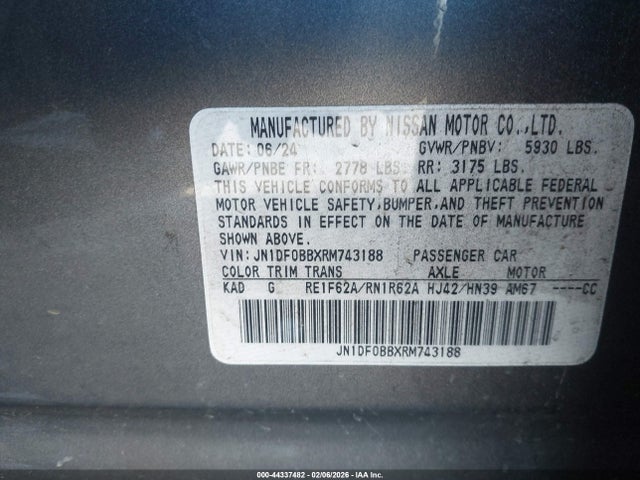 MANUFACTURED BY NISSAN MOTOR CO.,LTD.
DATE: 06/24 GVWR/PNBV: 5930 LBS.
GAWR/PNBE FR: 2778 LBS. RR: 3175 LBS.
THIS VEHICLE CONFORMS TO ALL APPLICABLE FEDERAL
MOTOR VEHICLE SAFETY,BUMPER,AND THEFT PREVENTION
STANDARDS IN EFFECT ON THE DATE OF MANUFACTURE
SHOWN ABOVE.
VIN: JN1DF0BBXRM743188 PASSENGER CAR
COLOR TRIM TRANS AXLE MOTOR
KAD G RE1F62A/RN1R62A HJ42/HN39 AM67 ----CC
JN1DF0BBXRM743188
000-44337482 - 02/06/2026 - IAA Inc.